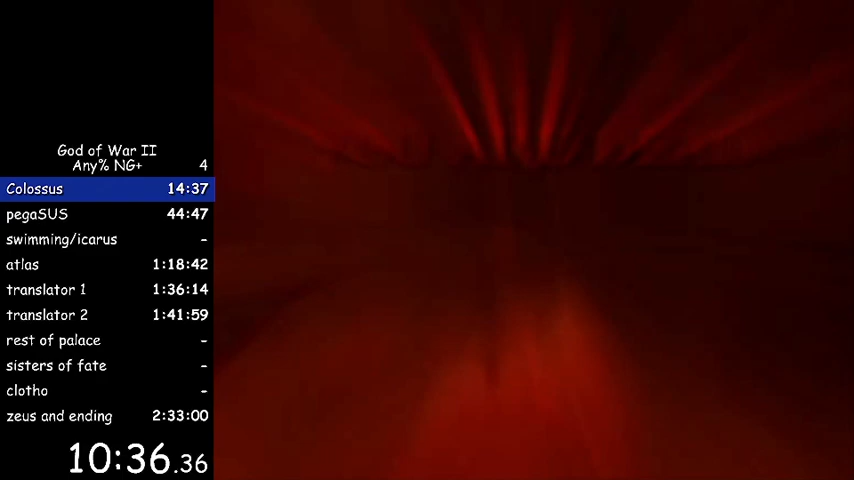 God of War II
Any% NG+ 4
Colossus 14:37
pegaSUS 44:47
swimming/icarus -
atlas 1:18:42
translator 1 1:36:14
translator 2 1:41:59
rest of palace -
sisters of fate -
clotho -
zeus and ending 2:33:00
10:36.36